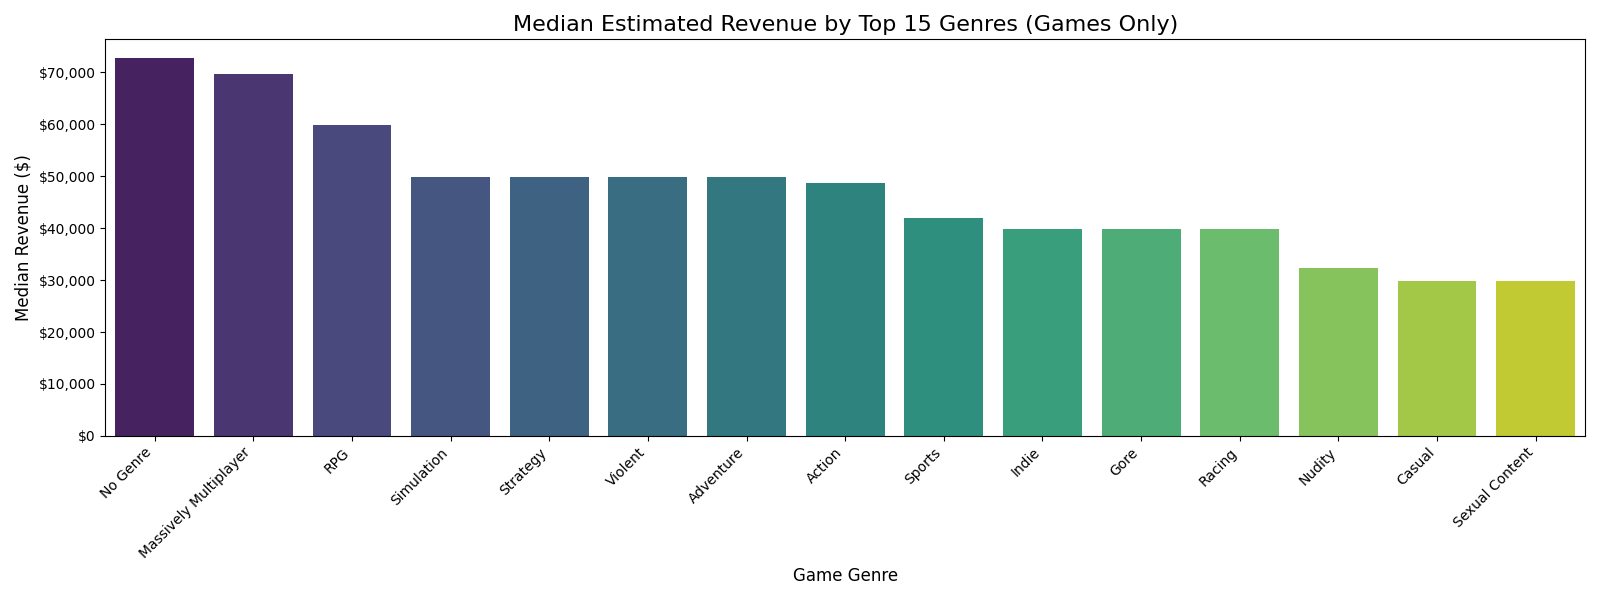 Median Estimated Revenue by Top 15 Genres (Games Only)
Median Revenue ($)
$70,000
$60,000
$50,000
$40,000
$30,000
$20,000
$10,000
$0
No Genre
Massively Multiplayer
RPG
Simulation
Strategy
Violent
Adventure
Action
Sports
Indie
Gore
Racing
Nudity
Casual
Sexual Content
Game Genre